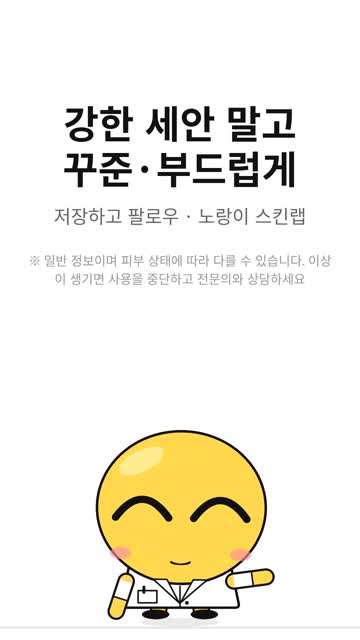 강한 세안 말고
꾸준·부드럽게
저장하고 팔로우 · 노랑이 스킨랩
※ 일반 정보이며 피부 상태에 따라 다를 수 있습니다. 이상
이 생기면 사용을 중단하고 전문의와 상담하세요